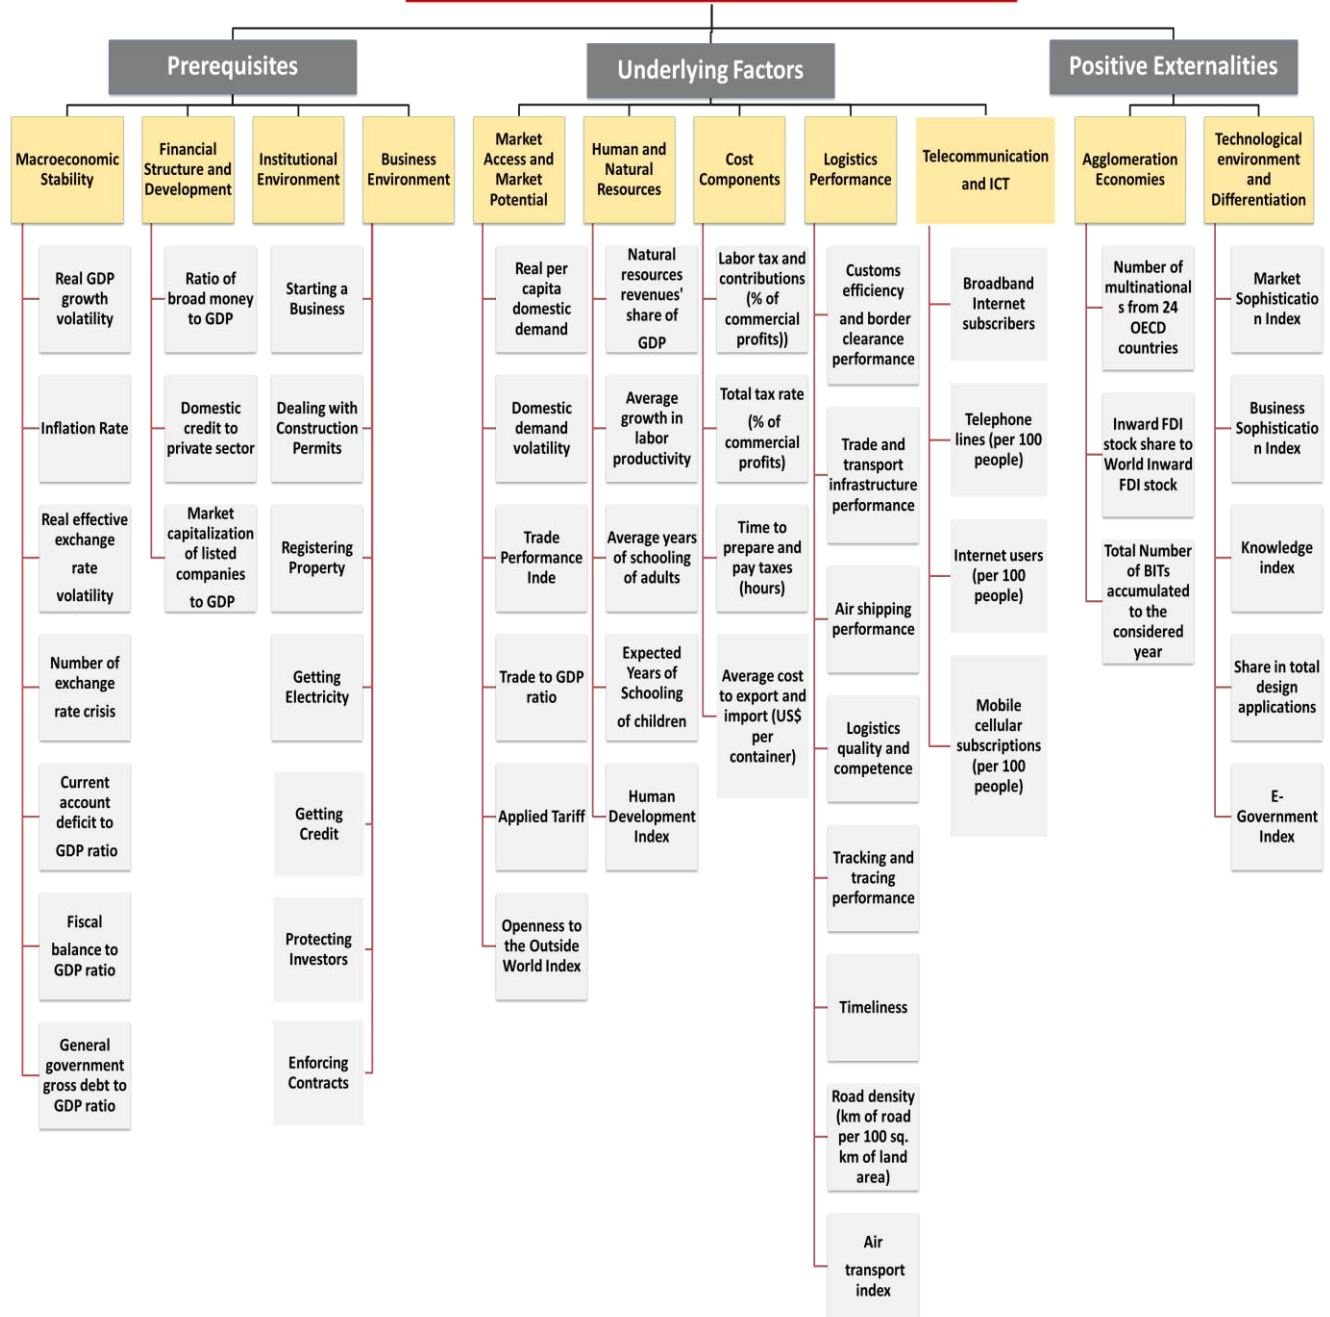 Prerequisites
Underlying Factors
Positive Externalities
Macroeconomic
Stability
Financial
Structure and
Development
Institutional
Environment
Business
Environment
Market
Access and
Market
Potential
Human and
Natural
Resources
Cost
Components
Logistics
Performance
Telecommunication
and ICT
Agglomeration
Economies
Technological
environment
and
Differentiation
Real GDP
growth
volatility
Inflation Rate
Real effective
exchange
rate
volatility
Number of
exchange
rate crisis
Current
account
deficit to
GDP ratio
Fiscal
balance to
GDP ratio
General
government
gross debt to
GDP ratio
Ratio of
broad money
to GDP
Domestic
credit to
private sector
Market
capitalization
of listed
companies
to GDP
Starting a
Business
Dealing with
Construction
Permits
Registering
Property
Getting
Electricity
Getting
Credit
Protecting
Investors
Enforcing
Contracts
Real per
capita
domestic
demand
Domestic
demand
volatility
Trade
Performance
Inde
Trade to GDP
ratio
Applied Tariff
Openness to
the Outside
World Index
Natural
resources
revenues'
share of
GDP
Average
growth in
labor
productivity
Average years
of schooling
of adults
Expected
Years of
Schooling
of children
Human
Development
Index
Labor tax and
contributions
(% of
commercial
profits))
Total tax rate
(% of
commercial
profits)
Time to
prepare and
pay taxes
(hours)
Average cost
to export and
import (US$
per
container)
Customs
efficiency
and border
clearance
performance
Trade and
transport
infrastructure
performance
Air shipping
performance
Logistics
quality and
competence
Tracking and
tracing
performance
Timeliness
Road density
(km of road
per 100 sq.
km of land
area)
Air
transport
index
Broadband
Internet
subscribers
Telephone
lines (per 100
people)
Internet users
(per 100
people)
Mobile
cellular
subscriptions
(per 100
people)
Number of
multinational
s from 24
OECD
countries
Inward FDI
stock share to
World Inward
FDI stock
Total Number
of BITs
accumulated
to the
considered
year
Market
Sophisticatio
n Index
Business
Sophisticatio
n Index
Knowledge
index
Share in total
design
applications
E-
Government
Index